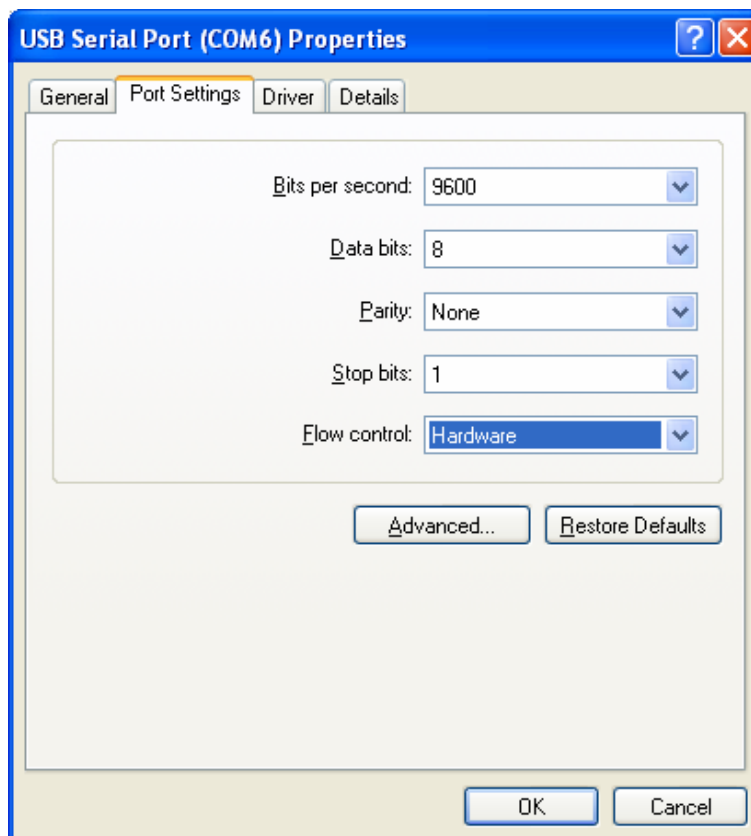 USB Serial Port (COM6) Properties
General Port Settings Driver Details
Bits per second: 9600
Data bits: 8
Parity: None
Stop bits: 1
Flow control: Hardware
Advanced... Restore Defaults
OK Cancel